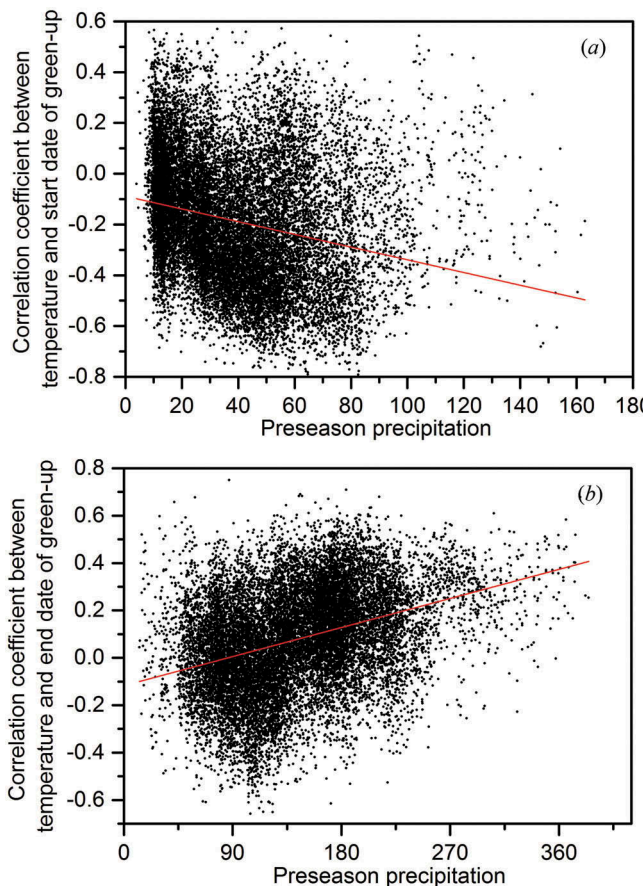 (a)
Correlation coefficient between
temperature and start date of green-up
0.6
0.4
0.2
0.0
-0.2
-0.4
-0.6
-0.8
0 20 40 60 80 100 120 140 160 180
Preseason precipitation
(b)
Correlation coefficient between
temperature and end date of green-up
0.8
0.6
0.4
0.2
0.0
-0.2
-0.4
-0.6
0 90 180 270 360
Preseason precipitation